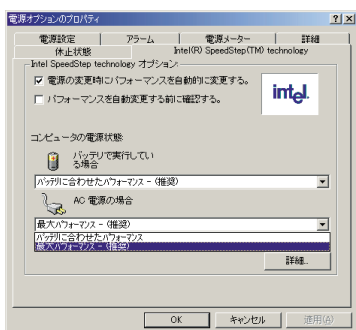 電源オプションのプロパティ
電源設定 アラーム 電源メーター 詳細
休止状態 Intel(R) SpeedStep(TM) technology
Intel SpeedStep technology オプション:
電源の変更時にパフォーマンスを自動的に変更する。
パフォーマンスを自動変更する前に確認する。
intel.
コンピュータの電源状態:
バッテリで実行してい
る場合
バッテリに合わせたパフォーマンス - (推奨)
AC 電源の場合
最大パフォーマンス - (推奨)
バッテリに合わせたパフォーマンス
最大パフォーマンス - (推奨)
詳細..
OK キャンセル 適用(A)